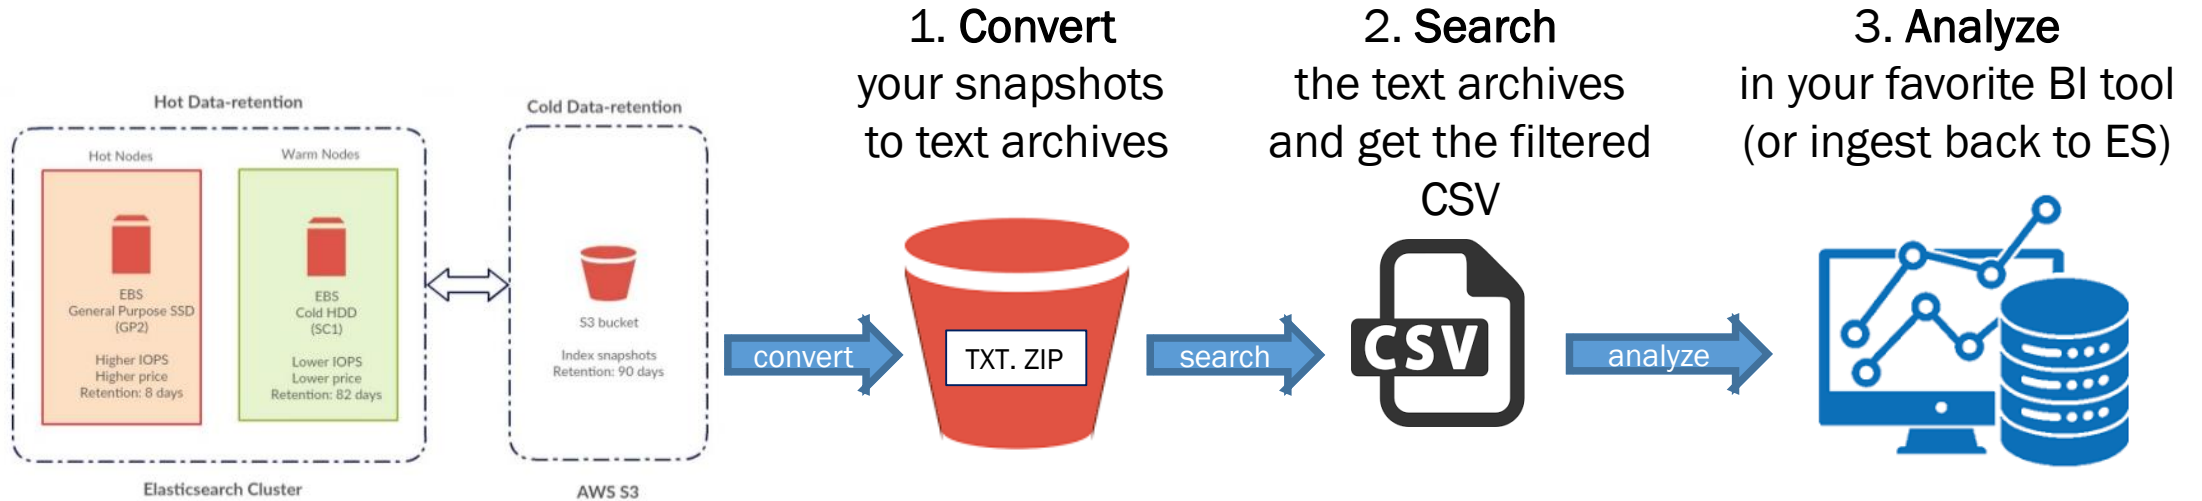 Hot Data-retention
Hot Nodes
EBS
General Purpose SSD
(GP2)
Higher IOPS
Higher price
Retention: 8 days
Warm Nodes
EBS
Cold HDD
(SC1)
Lower IOPS
Lower price
Retention: 82 days
Elasticsearch Cluster
Cold Data-retention
S3 bucket
Index snapshots
Retention: 90 days
AWS S3
convert
1. Convert
your snapshots
to text archives
TXT. ZIP
search
2. Search
the text archives
and get the filtered
CSV
CSV
analyze
3. Analyze
in your favorite BI tool
(or ingest back to ES)